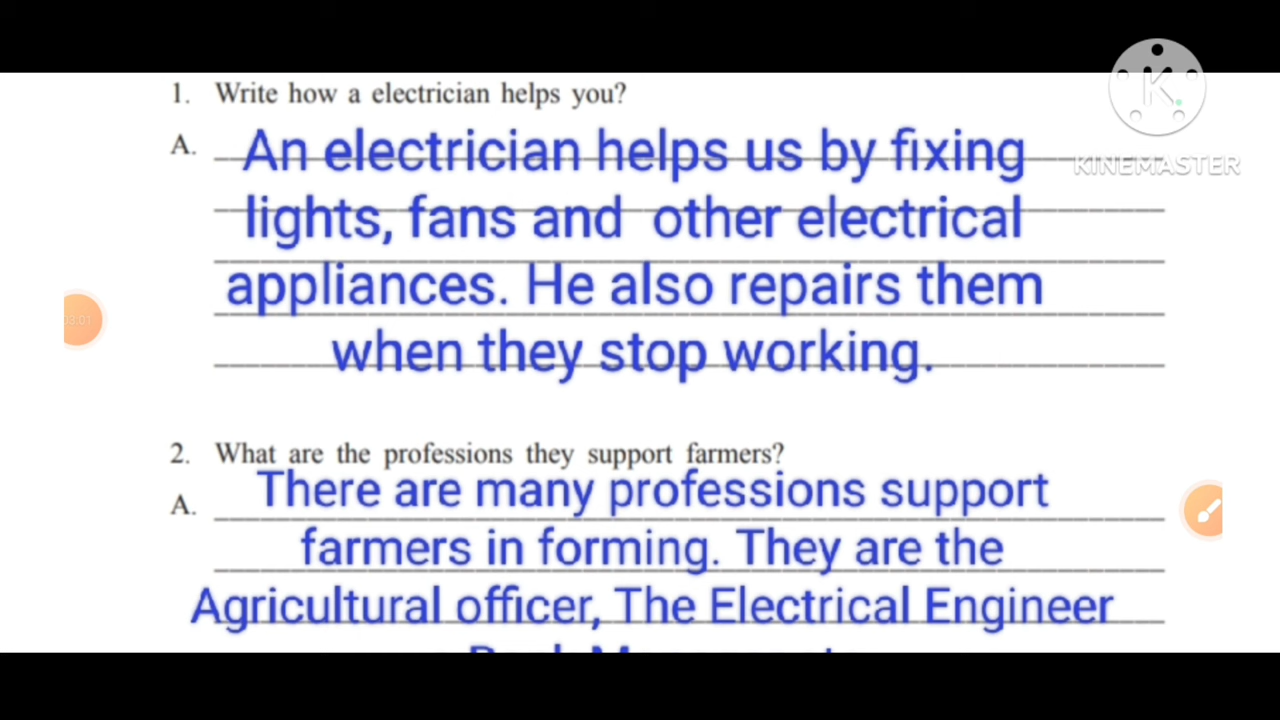 1. Write how a electrician helps you?
A. An electrician helps us by fixing
lights, fans and other electrical
appliances. He also repairs them
when they stop working.
2. What are the professions they support farmers?
A. There are many professions support
farmers in forming. They are the
Agricultural officer, The Electrical Engineer
KINEMASTER
03:01